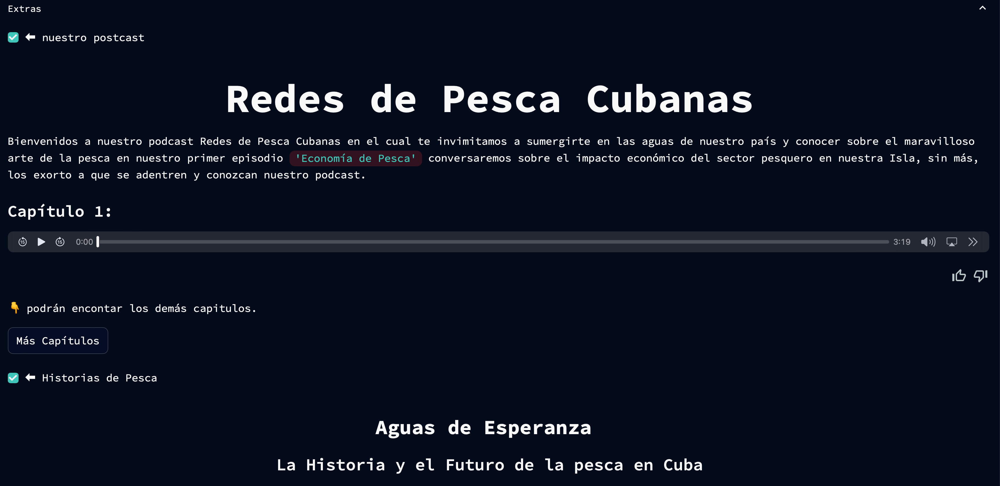 Extras
nuestro postcast
Redes de Pesca Cubanas
Bienvenidos a nuestro podcast Redes de Pesca Cubanas en el cual te invimitamos a sumergirte en las aguas de nuestro país y conocer sobre el maravilloso
arte de la pesca en nuestro primer episodio 'Economía de Pesca' conversaremos sobre el impacto económico del sector pesquero en nuestra Isla, sin más,
los exorto a que se adentren y conozcan nuestro podcast.
Capítulo 1:
15 15 0:00 3:19
podrán encontar los demás capitulos.
Más Capítulos
Historias de Pesca
Aguas de Esperanza
La Historia y el Futuro de la pesca en Cuba